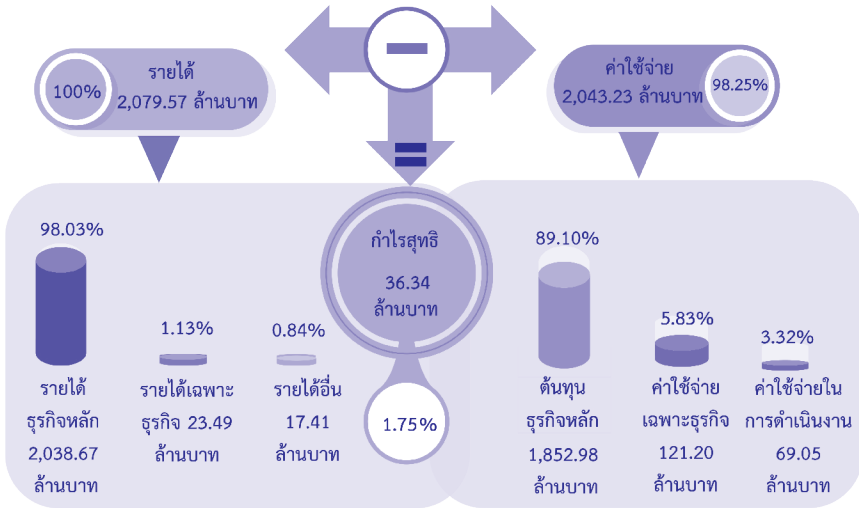 100%
รายได้
2,079.57 ล้านบาท
−
=
ค่าใช้จ่าย
2,043.23 ล้านบาท
98.25%
98.03%
รายได้
ธุรกิจหลัก
2,038.67
ล้านบาท
1.13%
รายได้เฉพาะ
ธุรกิจ 23.49
ล้านบาท
0.84%
รายได้อื่น
17.41
ล้านบาท
กำไรสุทธิ
36.34
ล้านบาท
1.75%
89.10%
ต้นทุน
ธุรกิจหลัก
1,852.98
ล้านบาท
5.83%
ค่าใช้จ่าย
เฉพาะธุรกิจ
121.20
ล้านบาท
3.32%
ค่าใช้จ่ายใน
การดำเนินงาน
69.05
ล้านบาท